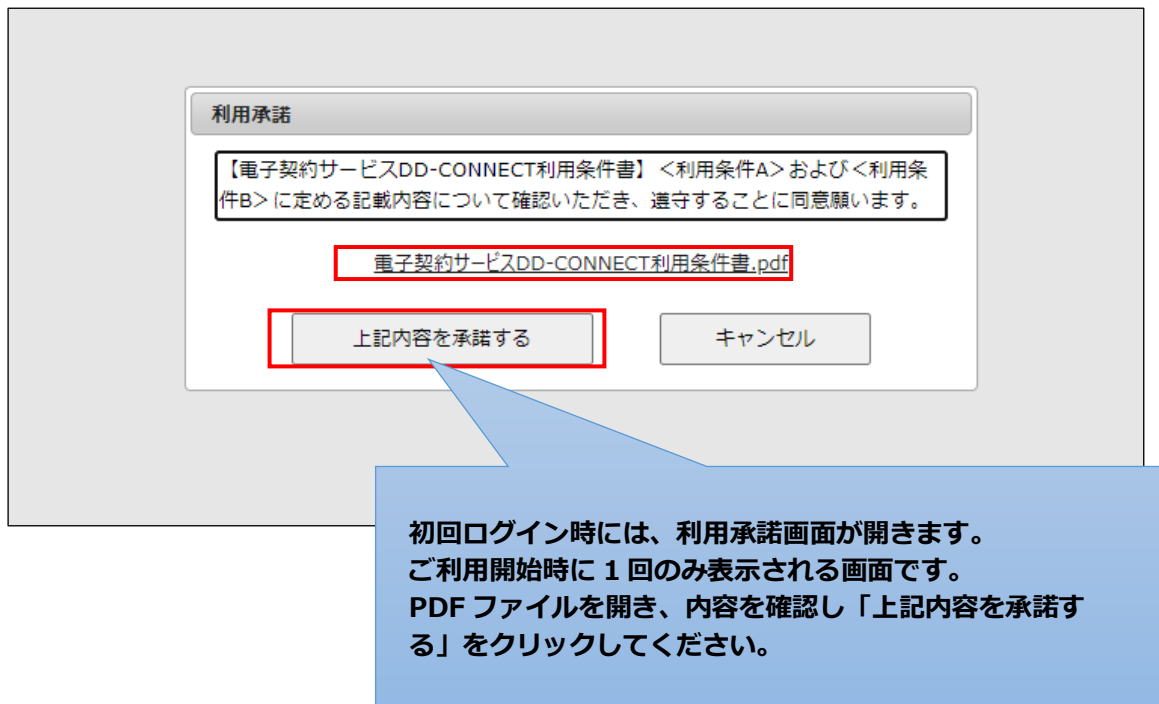 利用承諾
【電子契約サービスDD-CONNECT利用条件書】＜利用条件A＞および＜利用条
件B＞に定める記載内容について確認いただき、遵守することに同意願います。
電子契約サービスDD-CONNECT利用条件書.pdf
上記内容を承諾する
キャンセル
初回ログイン時には、利用承諾画面が開きます。
ご利用開始時に 1 回のみ表示される画面です。
PDF ファイルを開き、内容を確認し「上記内容を承諾す
る」をクリックしてください。